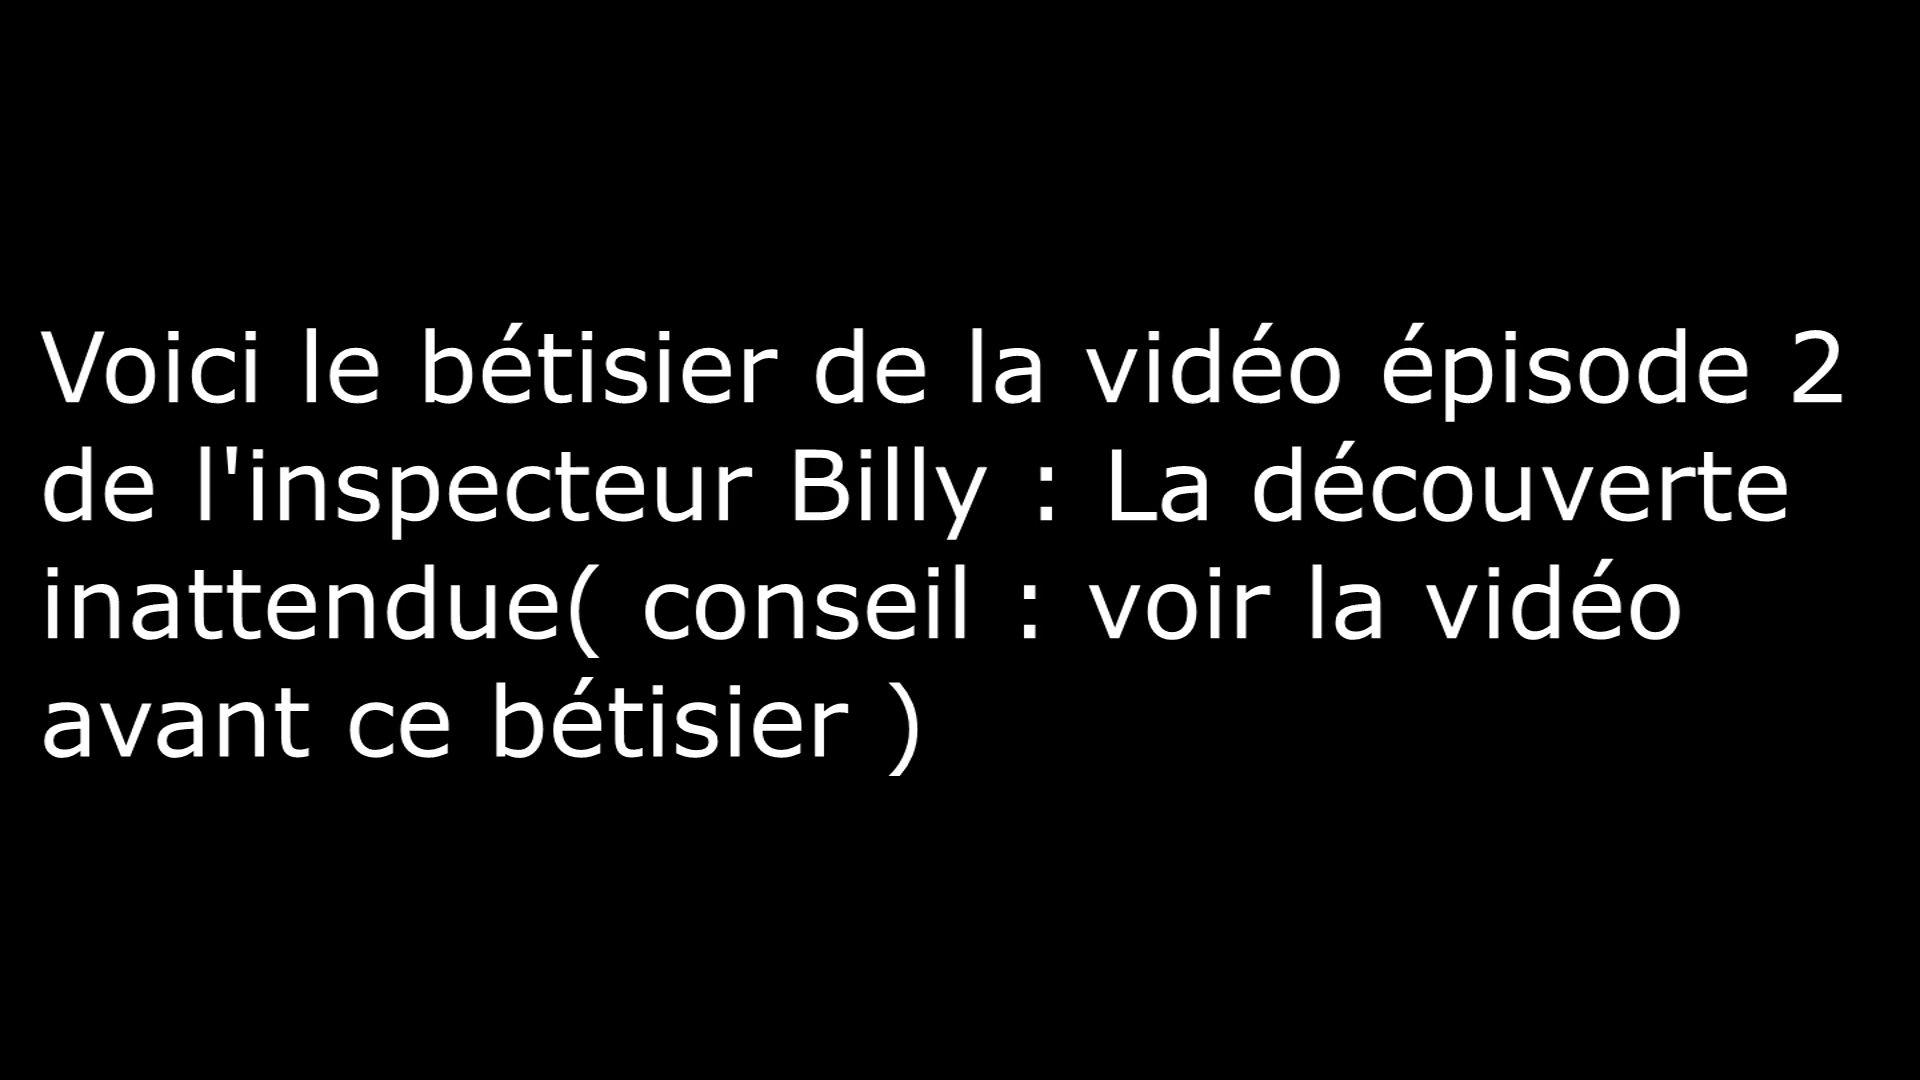 Voici le bétisier de la vidéo épisode 2
de l'inspecteur Billy : La découverte
inattendue( conseil : voir la vidéo
avant ce bétisier )